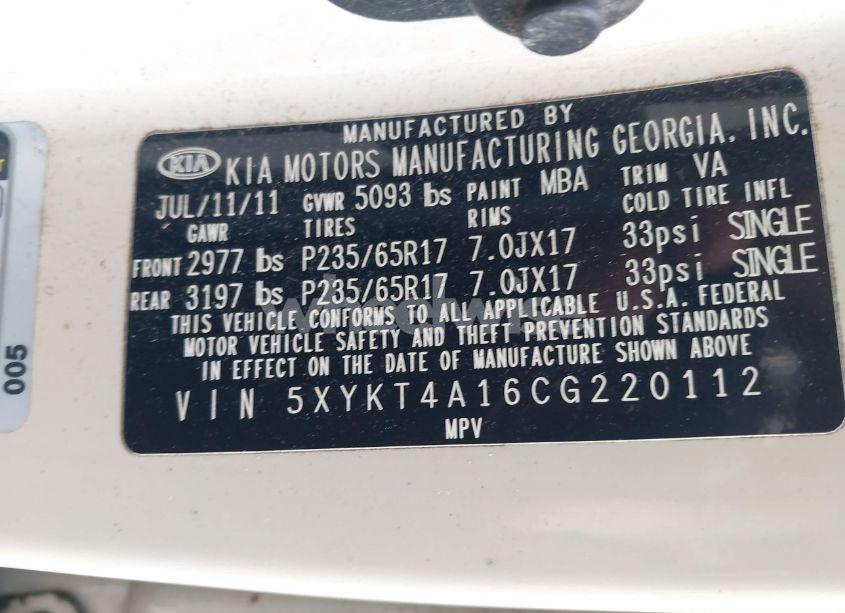 MANUFACTURED BY
KIA KIA MOTORS MANUFACTURING GEORGIA, INC.
JUL/11/11 GVWR 5093 lbs PAINT MBA TRIM VA
GAWR TIRES RIMS COLD TIRE INFL
FRONT 2977 lbs P235/65R17 7.0JX17 33psi SINGLE
REAR 3197 lbs P235/65R17 7.0JX17 33psi SINGLE
THIS VEHICLE CONFORMS TO ALL APPLICABLE U.S.A. FEDERAL
MOTOR VEHICLE SAFETY AND THEFT PREVENTION STANDARDS
IN EFFECT ON THE DATE OF MANUFACTURE SHOWN ABOVE
VIN 5XYKT4A16CG220112
MPV
005